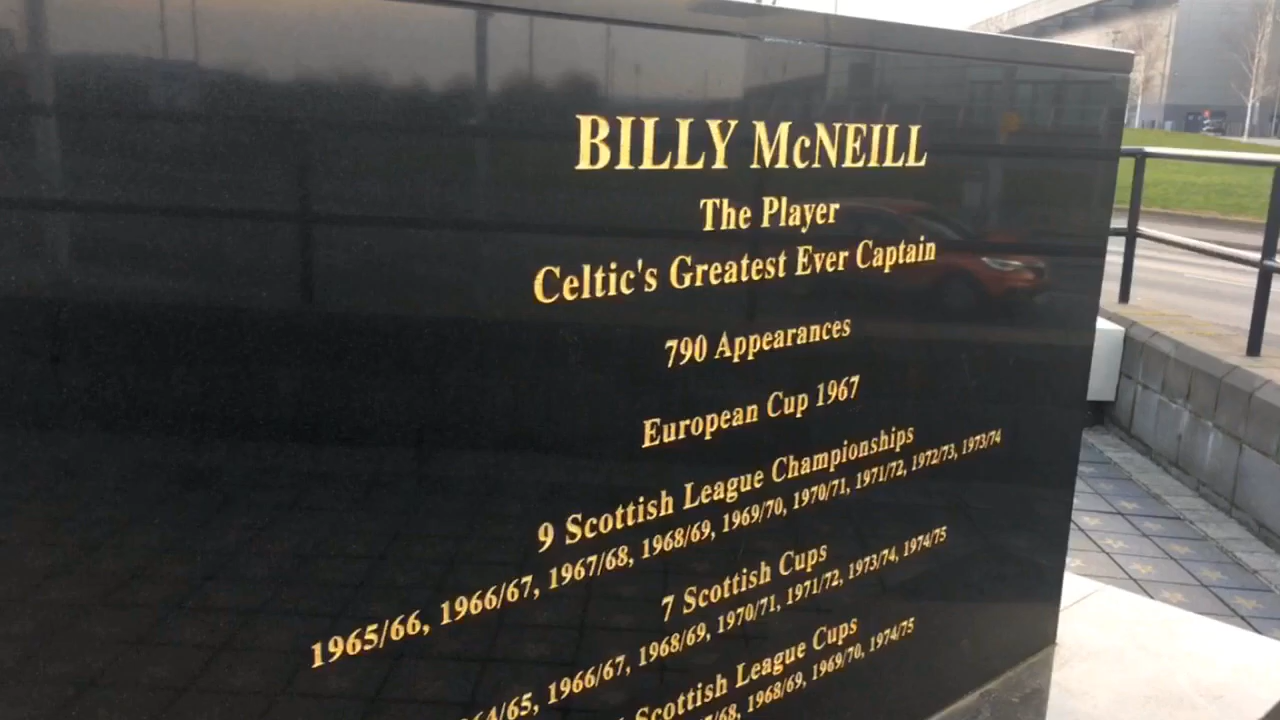 BILLY McNEILL
The Player
Celtic's Greatest Ever Captain
790 Appearances
European Cup 1967
9 Scottish League Championships
1965/66, 1966/67, 1967/68, 1968/69, 1969/70, 1970/71, 1971/72, 1972/73, 1973/74
7 Scottish Cups
1966/67, 1968/69, 1970/71, 1971/72, 1973/74, 1974/75
Scottish League Cups
1968/69, 1969/70, 1974/75